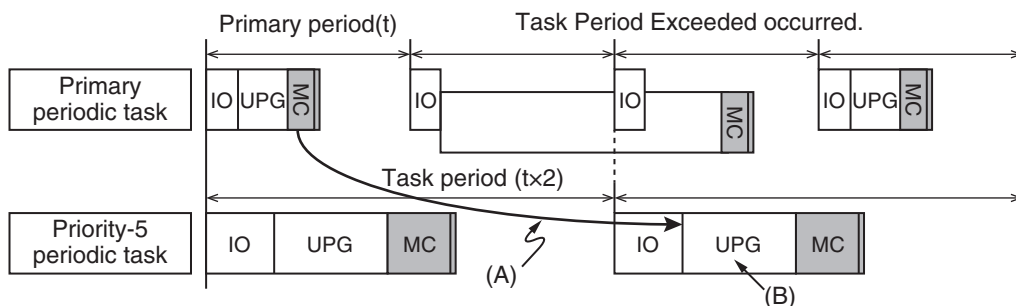 Primary period(t)
Task Period Exceeded occurred.
Primary
periodic task
IO
UPG
MC
IO
MC
IO
IO
UPG
MC
Task period (t×2)
Priority-5
periodic task
IO
UPG
MC
IO
UPG
MC
(A)
(B)